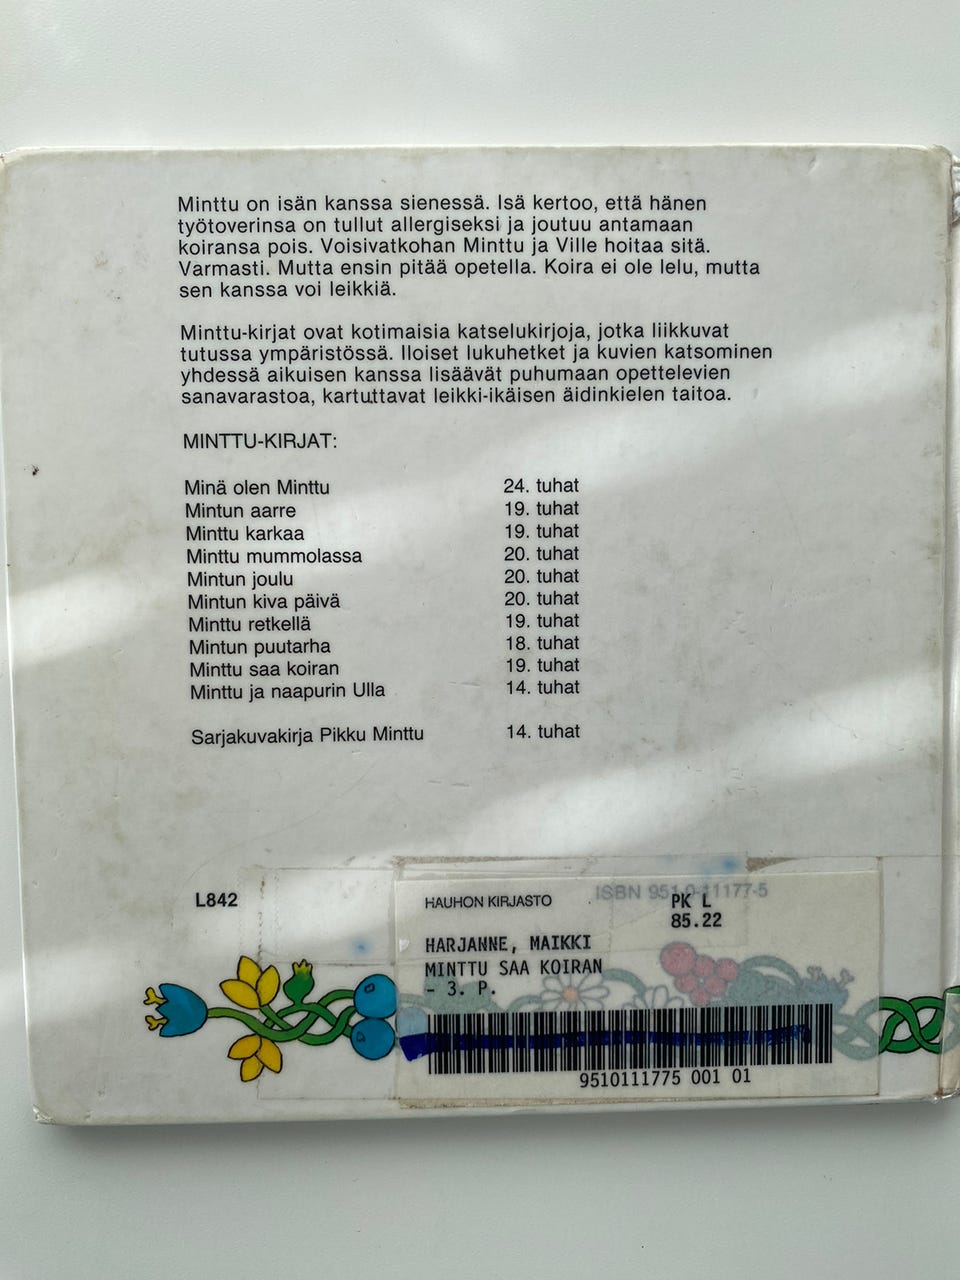 Minttu on isän kanssa sienessä. Isä kertoo, että hänen
työtoverinsa on tullut allergiseksi ja joutuu antamaan
koiransa pois. Voisivatkohan Minttu ja Ville hoitaa sitä.
Varmasti. Mutta ensin pitää opetella. Koira ei ole lelu, mutta
sen kanssa voi leikkiä.
Minttu-kirjat ovat kotimaisia katselukirjoja, jotka liikkuvat
tutussa ympäristössä. Iloiset lukuhetket ja kuvien katsominen
yhdessä aikuisen kanssa lisäävät puhumaan opettelevien
sanavarastoa, kartuttavat leikki-ikäisen äidinkielen taitoa.
MINTTU-KIRJAT:
Minä olen Minttu 24. tuhat
Mintun aarre 19. tuhat
Minttu karkaa 19. tuhat
Minttu mummolassa 20. tuhat
Mintun joulu 20. tuhat
Mintun kiva päivä 20. tuhat
Minttu retkellä 19. tuhat
Mintun puutarha 18. tuhat
Minttu saa koiran 19. tuhat
Minttu ja naapurin Ulla 14. tuhat
Sarjakuvakirja Pikku Minttu 14. tuhat
ISBN 951-0-11177-5
L842
HAUHON KIRJASTO PK L
85.22
HARJANNE, MAIKKI
MINTTU SAA KOIRAN
- 3. P.
9510111775 001 01